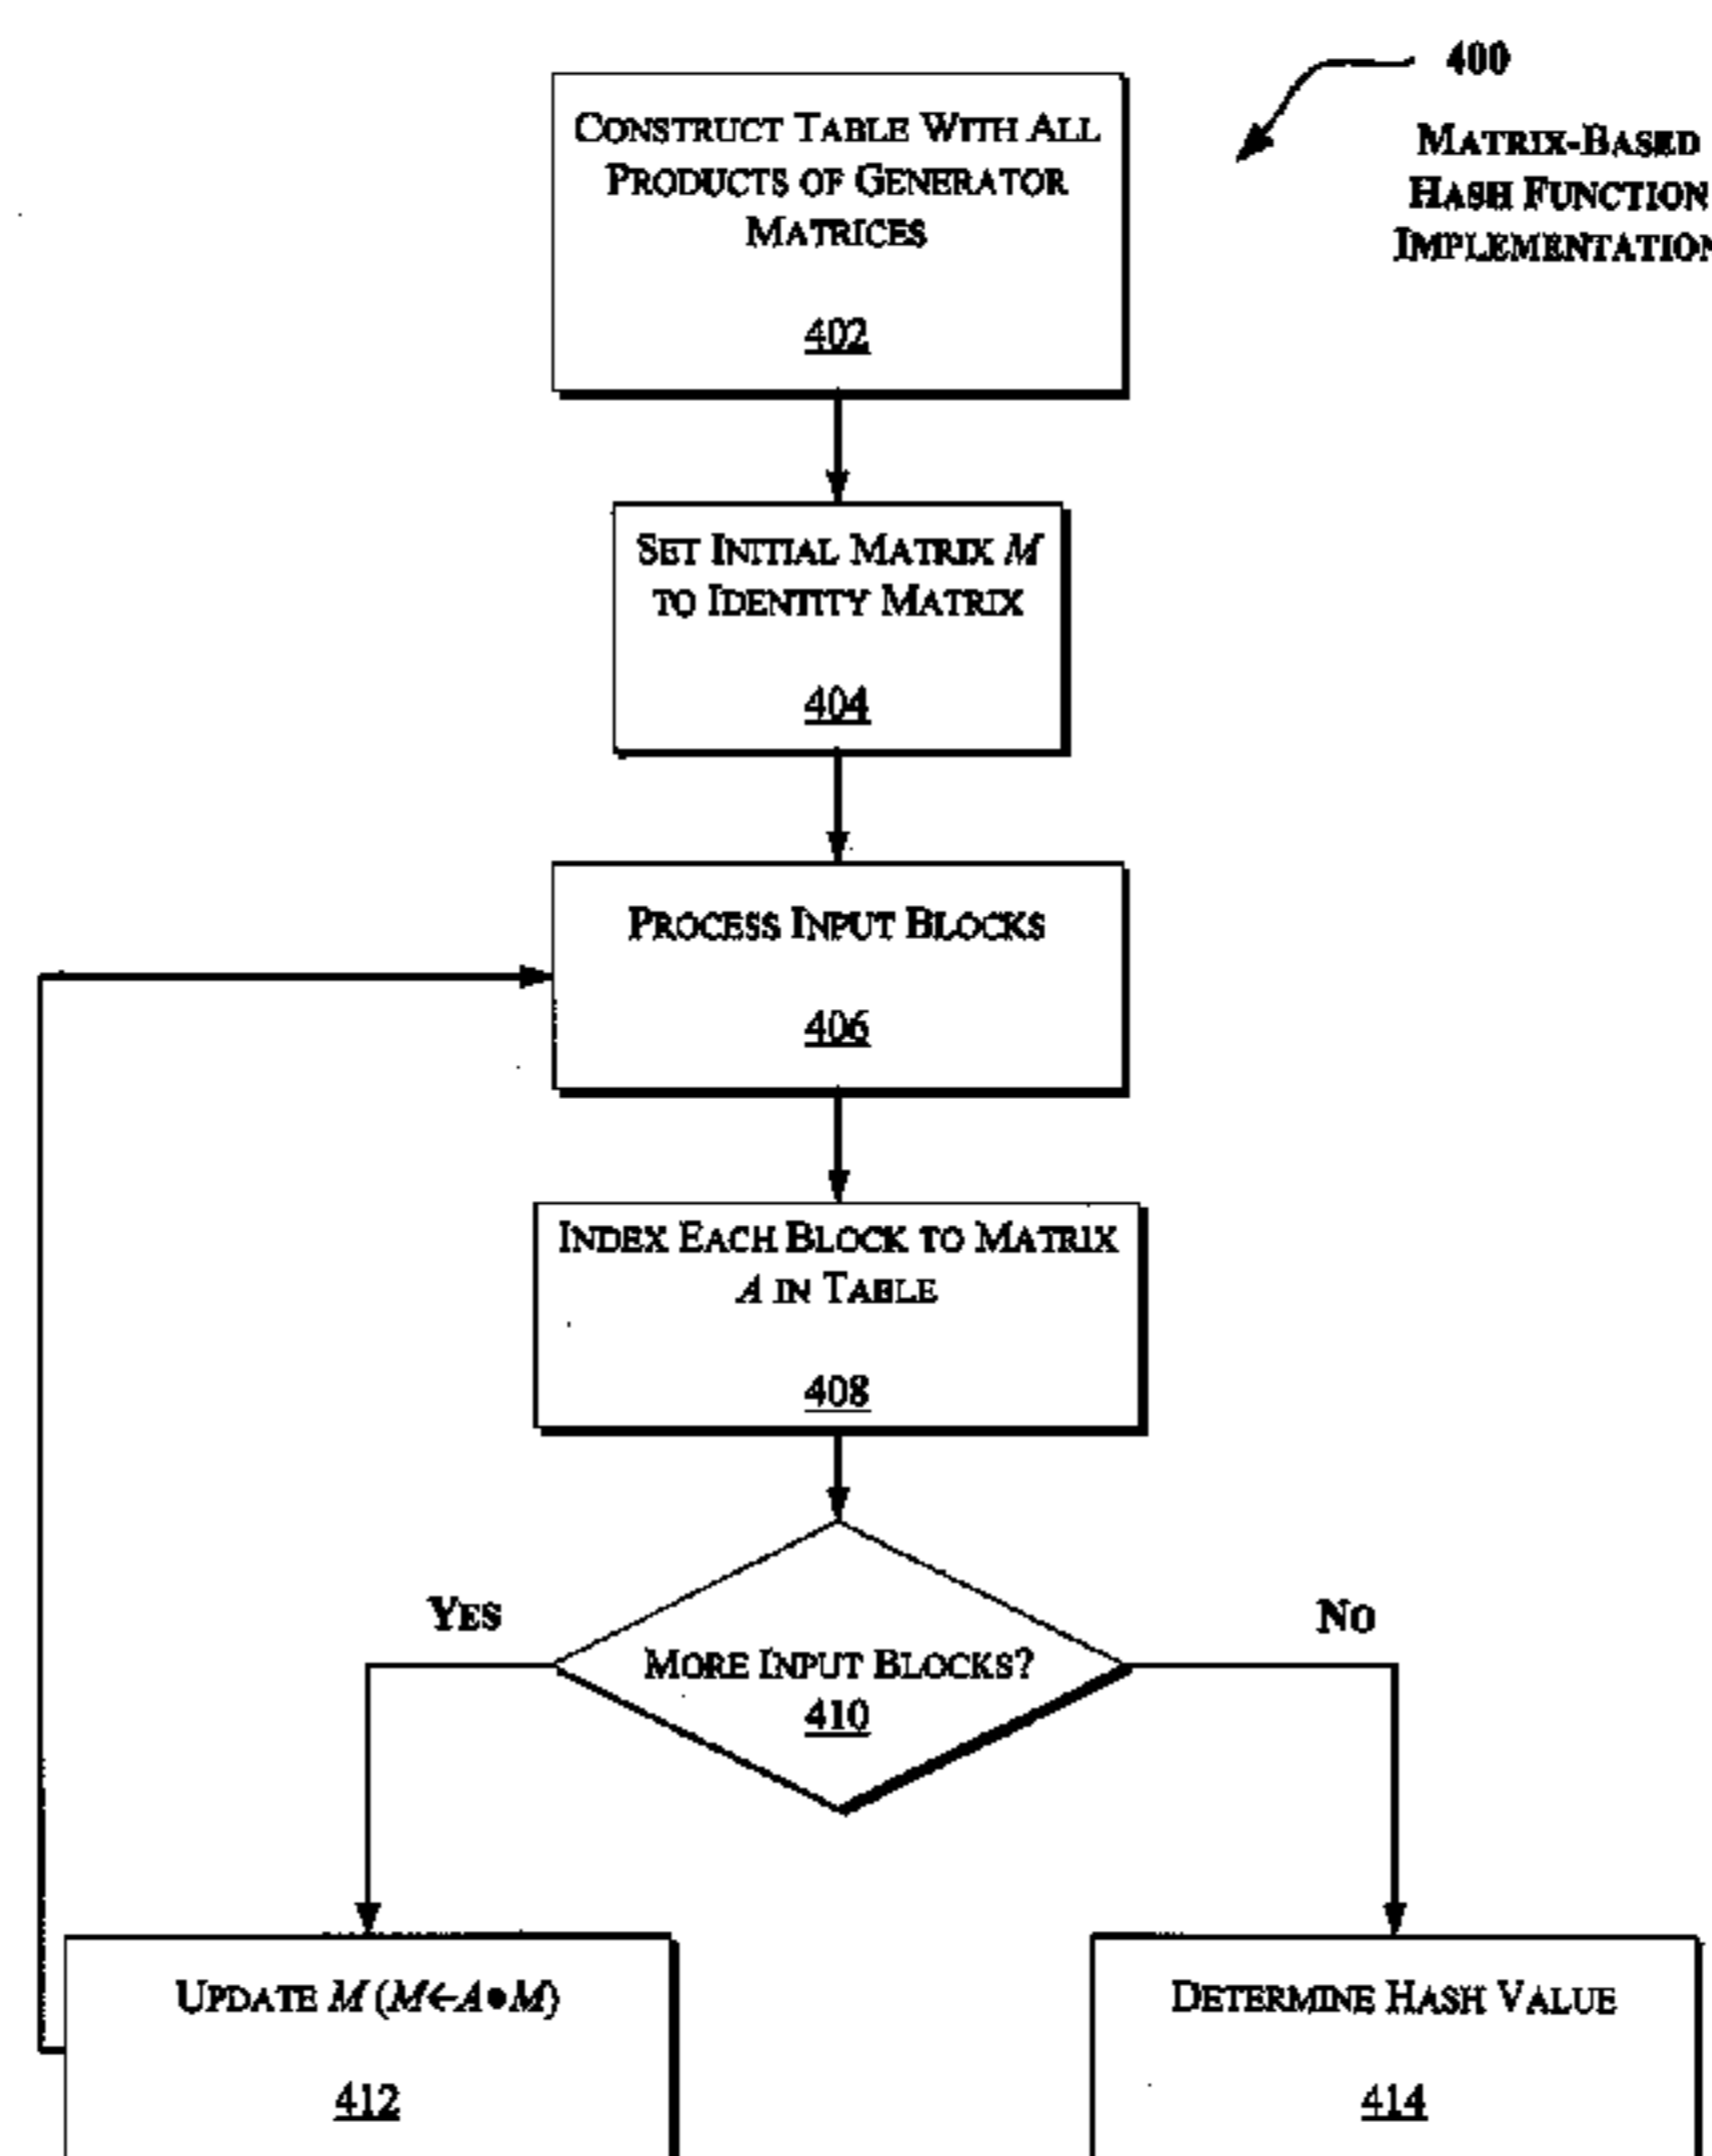 400
MATRIX-BASED
HASH FUNCTION
IMPLEMENTATION
CONSTRUCT TABLE WITH ALL
PRODUCTS OF GENERATOR
MATRICES
402
SET INITIAL MATRIX M
TO IDENTITY MATRIX
404
PROCESS INPUT BLOCKS
406
INDEX EACH BLOCK TO MATRIX
A IN TABLE
408
YES
NO
MORE INPUT BLOCKS?
410
UPDATE M (M←A●M)
412
DETERMINE HASH VALUE
414